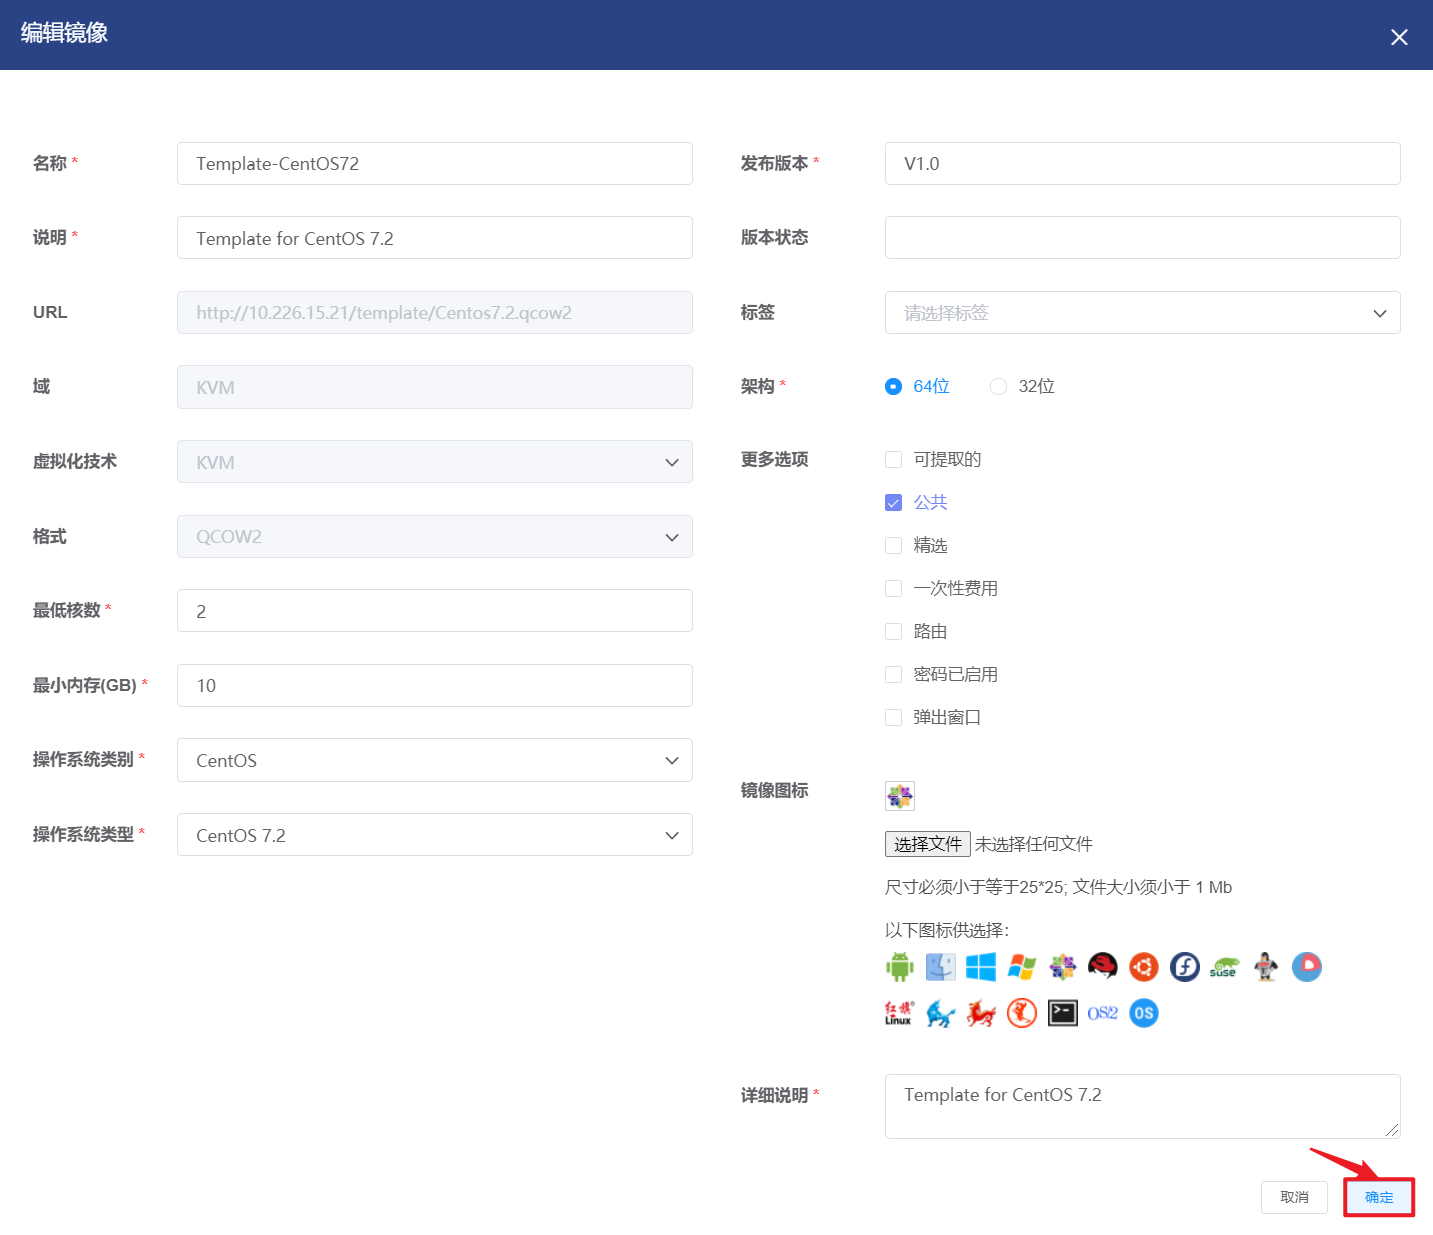 编辑镜像
名称 *
Template-CentOS72
说明 *
Template for CentOS 7.2
URL
http://10.226.15.21/template/Centos7.2.qcow2
域
KVM
虚拟化技术
KVM
格式
QCOW2
最低核数 *
2
最小内存(GB) *
10
操作系统类别 *
CentOS
操作系统类型 *
CentOS 7.2
发布版本 *
V1.0
版本状态
标签
请选择标签
架构 *
64位
32位
更多选项
可提取的
公共
精选
一次性费用
路由
密码已启用
弹出窗口
镜像图标
选择文件 未选择任何文件
尺寸必须小于等于25*25; 文件大小须小于 1 Mb
以下图标供选择:
SUSE
红旗
Linux
OS/2
OS
详细说明 *
Template for CentOS 7.2
取消
确定